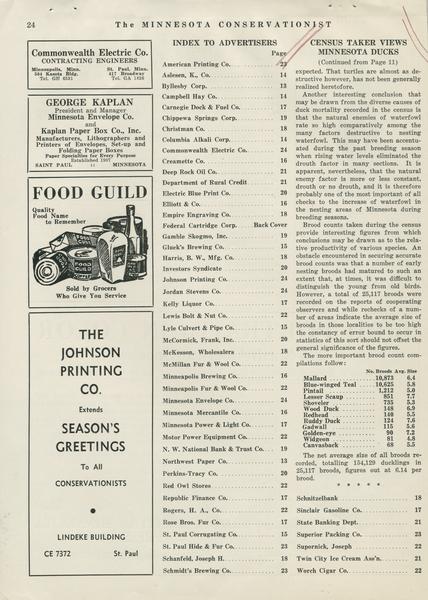 24
The MINNESOTA CONSERVATIONIST
Commonwealth Electric Co.
CONTRACTING ENGINEERS
Minneapolis, Minn.
St. Paul, Minn.
504 Kasota Bldg.
417 Broadway
INDEX TO ADVERTISERS
Page
American Printing Co. 23
Aslesen, K., Co. 14
Byllesby Corp. 13
Campbell Hay Co. 14
Carnegie Dock & Fuel Co. 17
Chippewa Springs Corp. 19
Christman Co. 18
Columbia Alkali Corp. 14
Commonwealth Electric Co. 24
Creamette Co. 16
Deep Rock Oil Co. 21
Department of Rural Credit 21
Electric Blue Print Co. 20
Elliott & Co. 16
Empire Engraving Co. 18
Federal Cartridge Corp. Back Cover
Gamble Skogmo, Inc. 19
Gluek's Brewing Co. 15
Harris, B. W., Mfg. Co. 18
Investors Syndicate 20
Johnson Printing Co. 24
Jordan Stevens Co. 24
Kelly Liquor Co. 17
Lewis Bolt & Nut Co. 22
Lyle Culvert & Pipe Co. 15
McCormick, Frank, Inc. 20
McKesson, Wholesalers 18
McMillan Fur & Wool Co. 22
Minneapolis Brewing Co. 16
Minneapolis Fur & Wool Co. 22
Minnesota Envelope Co. 24
Minnesota Mercantile Co. 16
Minnesota Power & Light Co. 17
Motor Power Equipment Co. 22
N. W. National Bank & Trust Co. 19
Northwest Paper Co. 13
Perkins-Tracy Co. 20
Red Owl Stores 22
Republic Finance Co. 17
Rogers, H. A., Co. 22
Rose Bros. Fur Co. 17
St. Paul Corrugating Co. 15
St. Paul Hide & Fur Co. 23
Schanfeld, Joseph H. 18
Schmidt's Brewing Co. 23
GEORGE KAPLAN
President and Manager
Minnesota Envelope Co.
and
Kaplan Paper Box Co., Inc.
Manufacturers, Lithographers and
Printers of Envelopes, Set-up and
Folding Paper Boxes
Paper Specialties for Every Purpose
Established 1907
SAINT PAUL MINNESOTA
FOOD GUILD
Quality
Food Name
to Remember
FOOD
GUILD
Sold by Grocers
Who Give You Service
THE
JOHNSON
PRINTING
CO.
Extends
SEASON'S
GREETINGS
To All
CONSERVATIONISTS
LINDEKE BUILDING
CE 7372 St. Paul
CENSUS TAKER VIEWS
MINNESOTA DUCKS
(Continued from Page 11)
expected. That turtles are almost as de-
structive however, has not been generally
realized heretofore.
Another interesting conclusion that
may be drawn from the diverse causes of
duck mortality recorded in the census is
that the natural enemies of waterfowl
rate so high comparatively among the
many factors destructive to nesting
waterfowl. This may have been accentu-
ated during the past breeding season
when rising water levels eliminated the
drouth factor in many sections. It is
apparent, nevertheless, that the natural
enemy factor is more or less constant,
drouth or no drouth, and it is therefore
probably one of the most important of all
checks to the increase of waterfowl in
the nesting areas of Minnesota during
breeding seasons.
Brood counts taken during the census
provide interesting figures from which
conclusions may be drawn as to the rela-
tive productivity of various species. An
obstacle encountered in securing accurate
brood counts was that a number of early
nesting broods had matured to such an
extent that, at times, it was difficult to
distinguish the young from old birds.
However, a total of 25,117 broods were
recorded on the reports of cooperating
observers and while rechecks of a num-
ber of areas indicate the average size of
broods in those localities to be too high
the constancy of error bound to occur in
statistics of this sort should not offset the
general significance of the figures.
The more important brood count com-
pilations follow:
No. Broods Avg. Size
Mallard 10,873 6.4
Blue-winged Teal 10,625 5.8
Pintail 1,212 5.0
Lesser Scaup 851 7.7
Shoveler 735 5.3
Wood Duck 148 6.9
Redhead 140 5.5
Ruddy Duck 124 7.6
Gadwall 115 5.6
Golden-eye 90 7.2
Widgeon 81 4.8
Canvasback 68 5.5
The net average size of all broods re-
corded, totalling 154,129 ducklings in
25,117 broods, figures out at 6.14 per
brood.
* * * * *
Schnitzelbank 18
Sinclair Gasoline Co. 17
State Banking Dept. 21
Superior Packing Co. 23
Supornick, Joseph 22
Twin City Ice Cream Ass'n. 21
Worch Cigar Co. 22